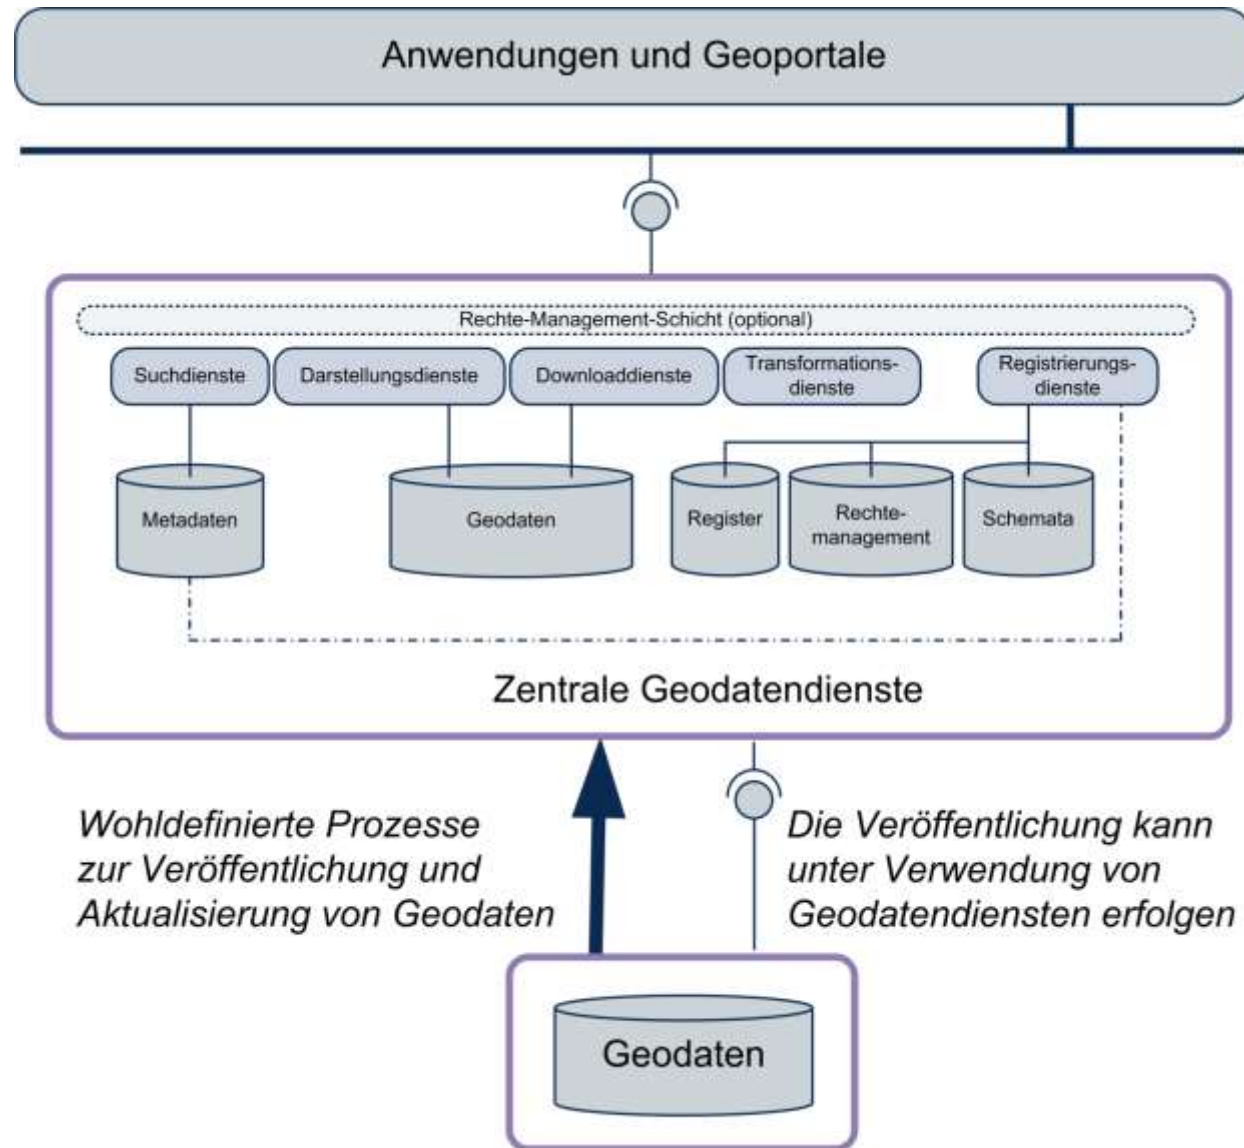 Anwendungen und Geoportale
Rechte-Management-Schicht (optional)
Suchdienste
Darstellungsdienste
Downloaddienste
Transformations-
dienste
Registrierungs-
dienste
Metadaten
Geodaten
Register
Rechte-
management
Schemata
Zentrale Geodatendienste
Wohldefinierte Prozesse
zur Veröffentlichung und
Aktualisierung von Geodaten
Die Veröffentlichung kann
unter Verwendung von
Geodatendiensten erfolgen
Geodaten